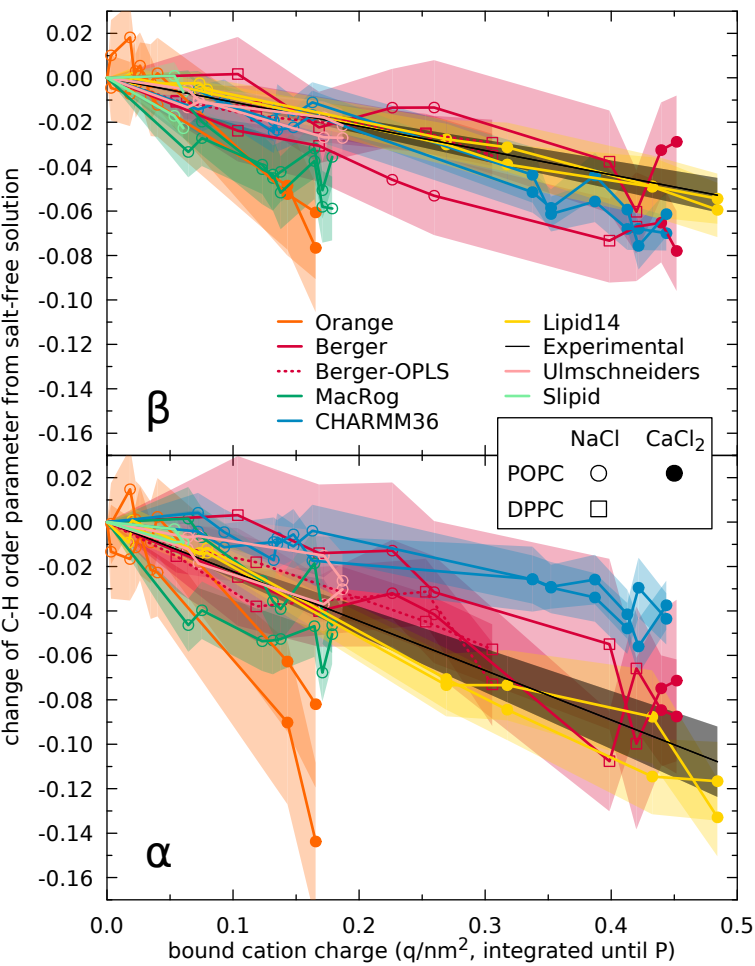 0.02
0.00
-0.02
-0.04
-0.06
-0.08
-0.10
-0.12
-0.14
-0.16
β
Orange
Berger
Berger-OPLS
MacRog
CHARMM36
Lipid14
Experimental
Ulmschneiders
Slipid
NaCl CaCl2
POPC
DPPC
change of C-H order parameter from salt-free solution
0.02
0.00
-0.02
-0.04
-0.06
-0.08
-0.10
-0.12
-0.14
-0.16
α
0.0 0.1 0.2 0.3 0.4 0.5
bound cation charge (q/nm², integrated until P)